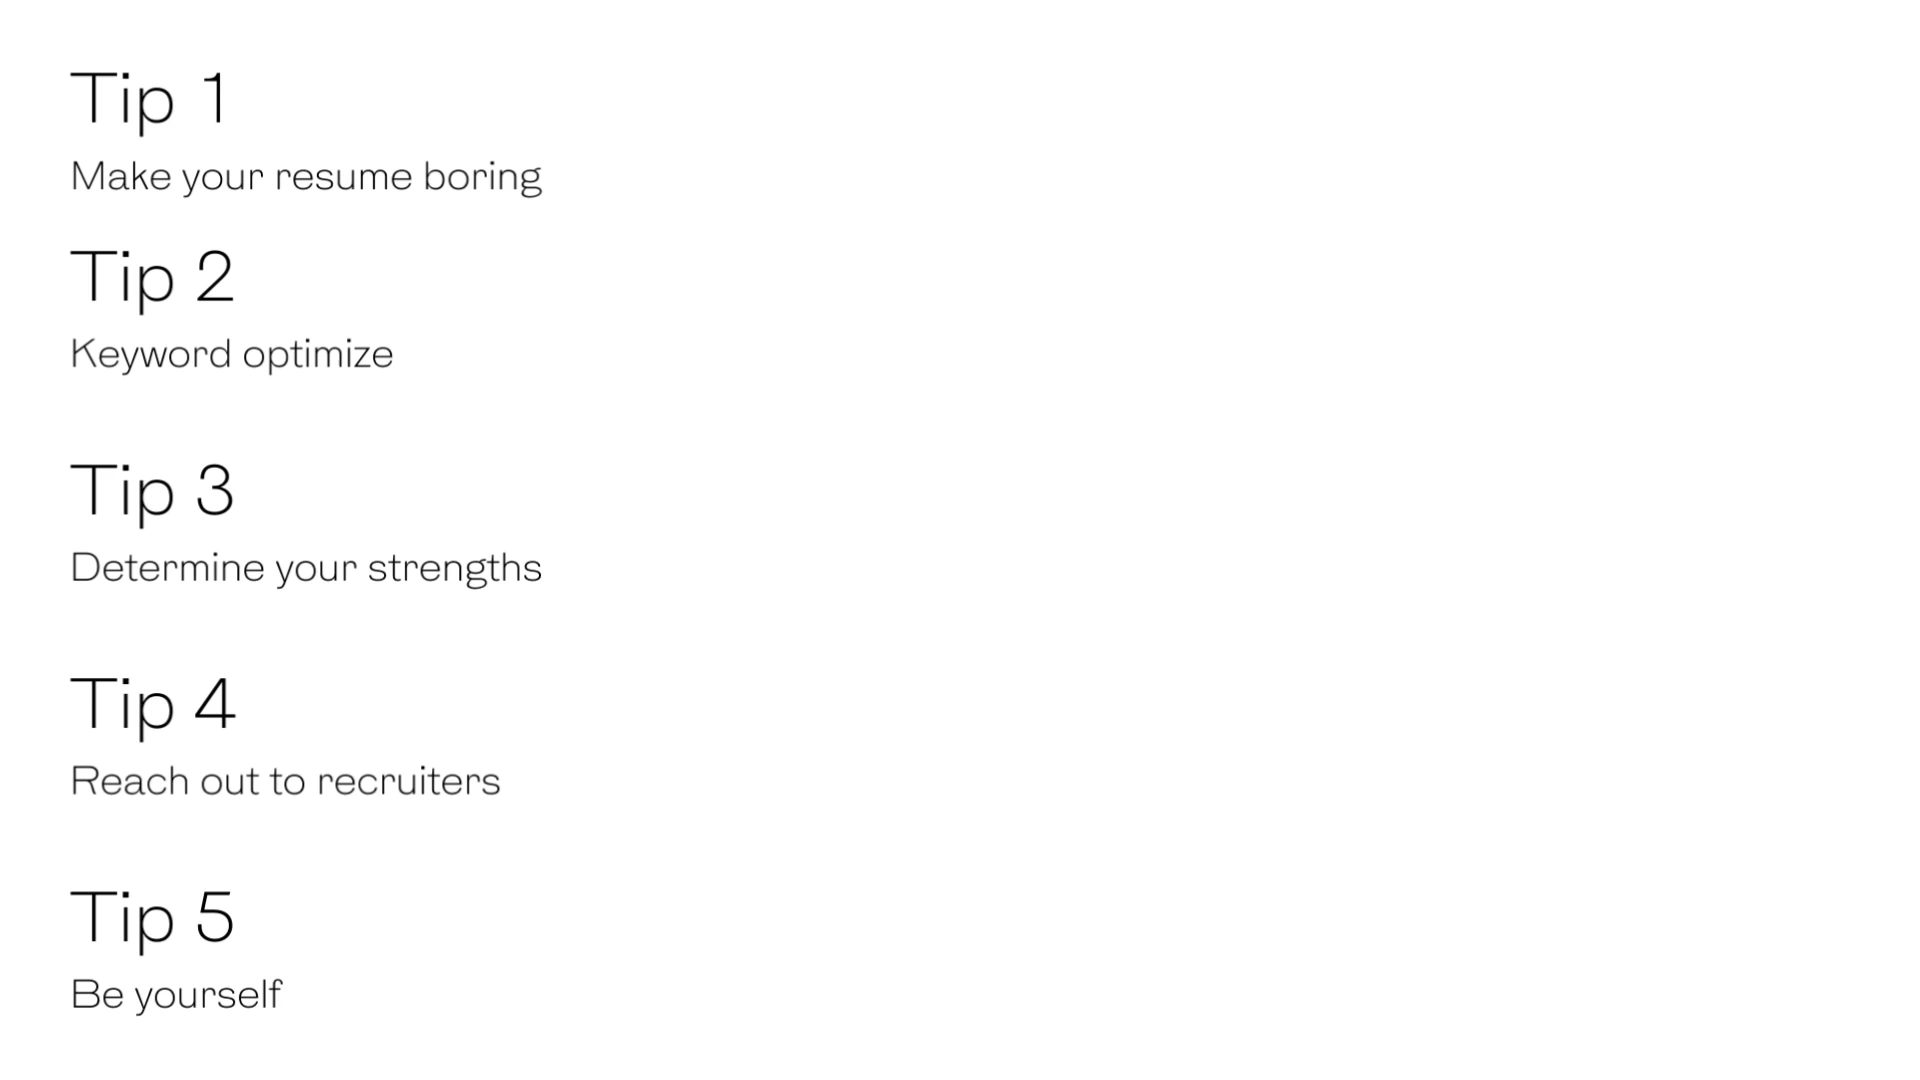 Tip 1
Make your resume boring
Tip 2
Keyword optimize
Tip 3
Determine your strengths
Tip 4
Reach out to recruiters
Tip 5
Be yourself